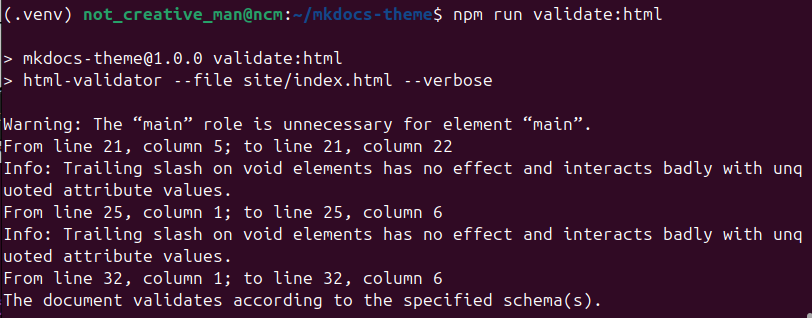 (.venv) not_creative_man@ncm:~/mkdocs-theme$ npm run validate:html
> mkdocs-theme@1.0.0 validate:html
> html-validator --file site/index.html --verbose
Warning: The “main” role is unnecessary for element “main”.
From line 21, column 5; to line 21, column 22
Info: Trailing slash on void elements has no effect and interacts badly with unq
uoted attribute values.
From line 25, column 1; to line 25, column 6
Info: Trailing slash on void elements has no effect and interacts badly with unq
uoted attribute values.
From line 32, column 1; to line 32, column 6
The document validates according to the specified schema(s).